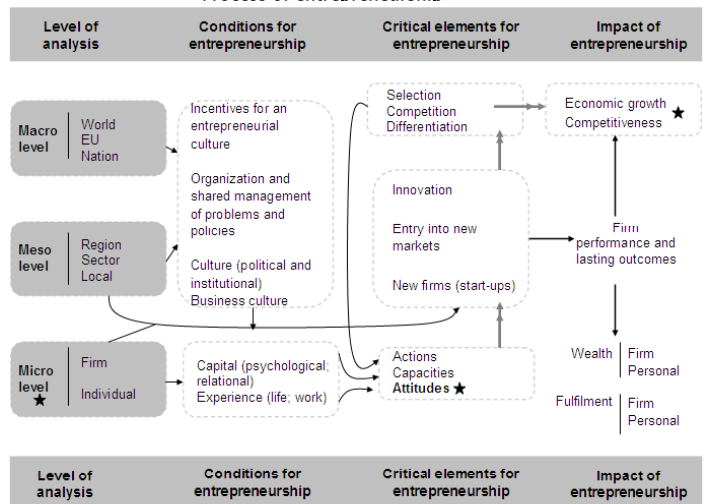 Process of entrepreneurship
Level of analysis
Conditions for entrepreneurship
Critical elements for entrepreneurship
Impact of entrepreneurship
Macro level
World
EU
Nation
Incentives for an
entrepreneurial
culture
Organization and
shared management
of problems and
policies
Culture (political and
institutional)
Business culture
Selection
Competition
Differentiation
Economic growth
Competitiveness
Meso level
Region
Sector
Local
Innovation
Entry into new
markets
New firms (start-ups)
Firm
performance and
lasting outcomes
Micro level
Firm
Individual
Capital (psychological;
relational)
Experience (life; work)
Actions
Capacities
Attitudes
Wealth
Firm
Personal
Fulfilment
Firm
Personal
Level of analysis
Conditions for entrepreneurship
Critical elements for entrepreneurship
Impact of entrepreneurship